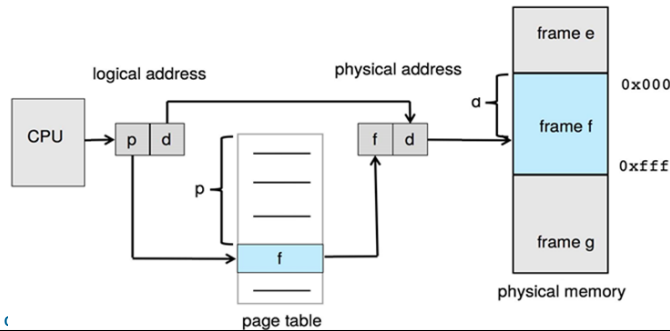 frame e
logical address
physical address
0x000
d
CPU
p d
f d
frame f
p
0xfff
f
frame g
physical memory
page table